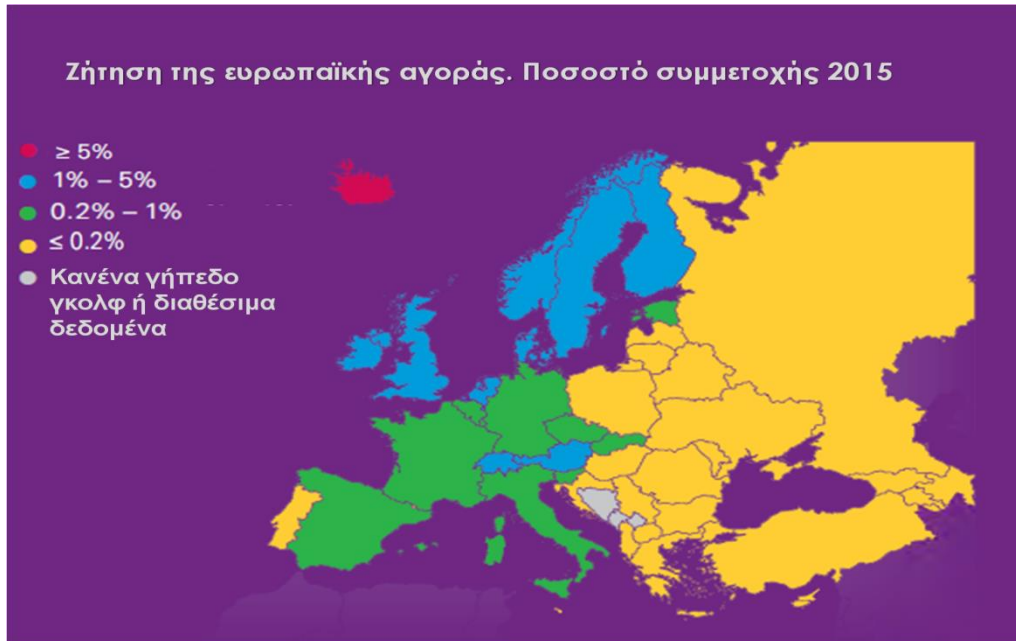 Ζήτηση της ευρωπαϊκής αγοράς. Ποσοστό συμμετοχής 2015
≥ 5%
1% – 5%
0.2% – 1%
≤ 0.2%
Κανένα γήπεδο
γκολφ ή διαθέσιμα
δεδομένα